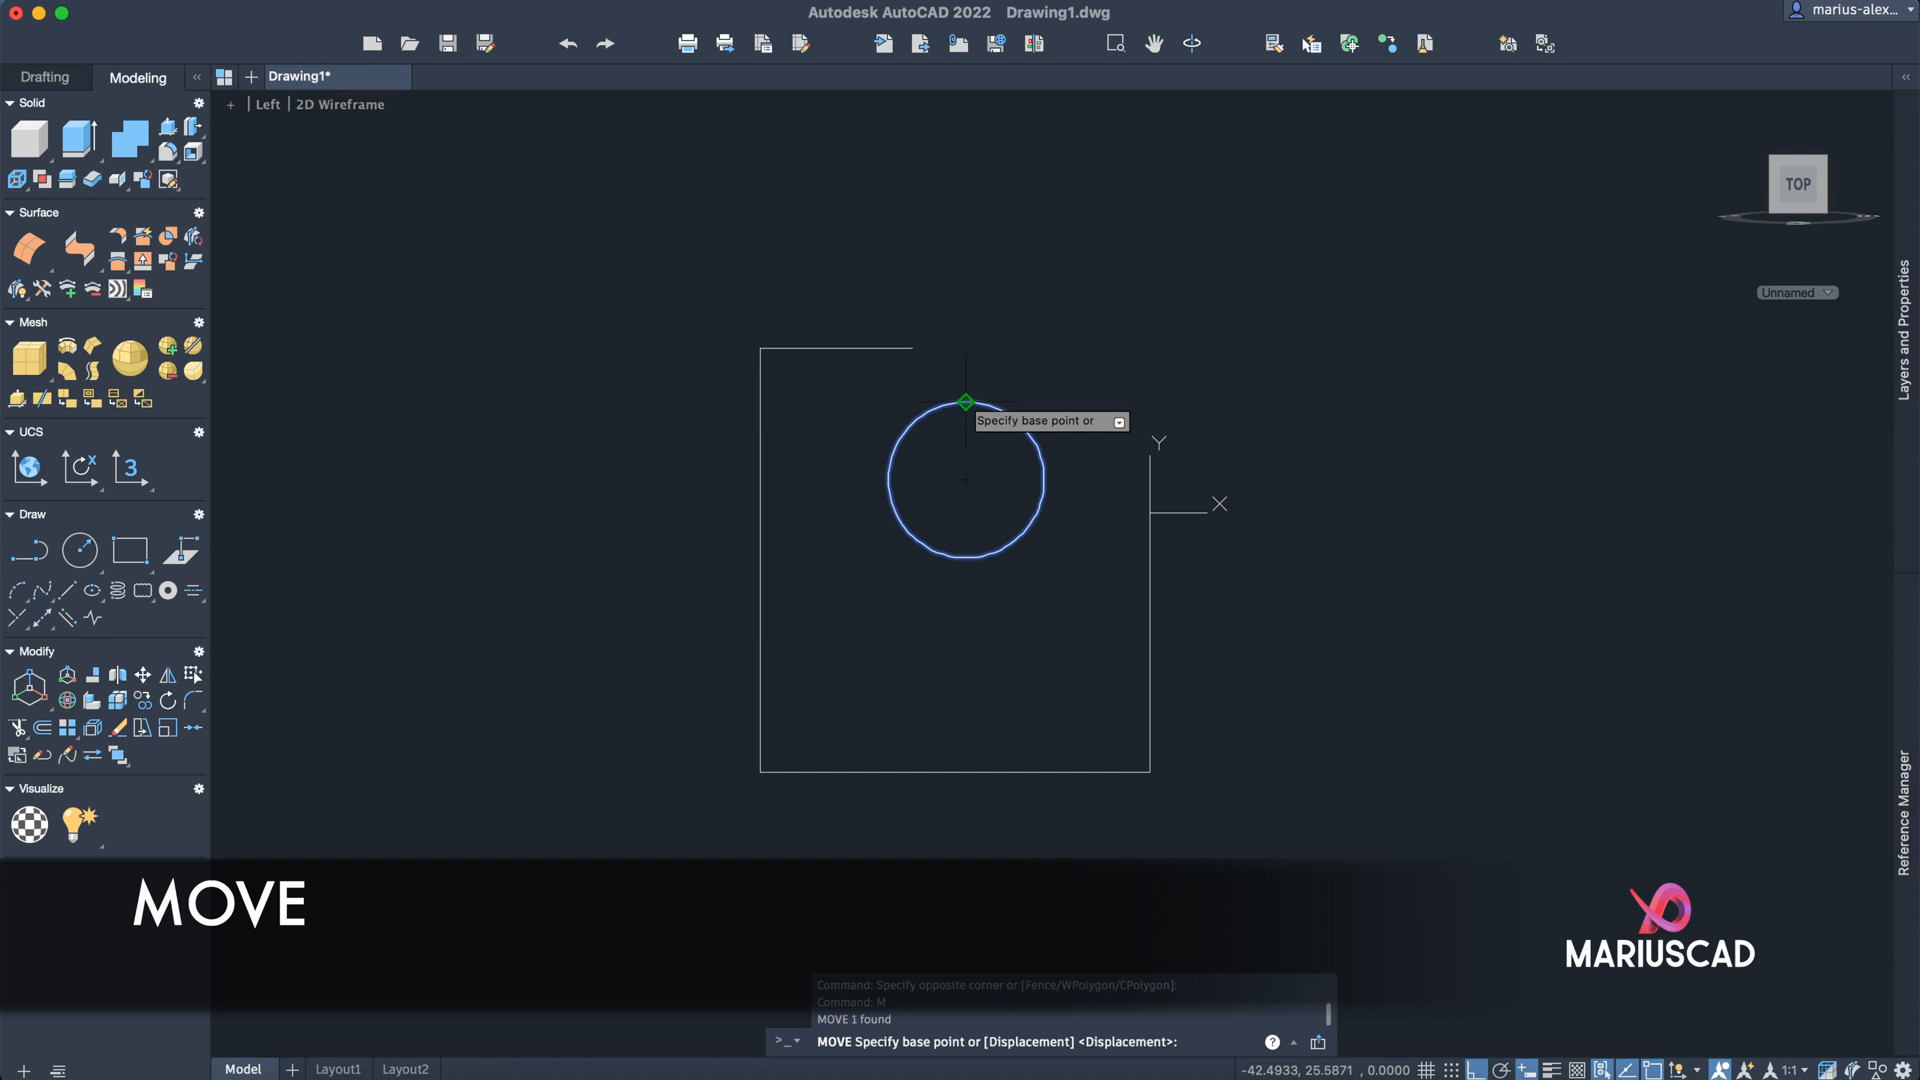 Autodesk AutoCAD 2022 Drawing1.dwg
marius-alex...
Drafting
Modeling
Drawing1*
Solid
+ | Left | 2D Wireframe
TOP
Surface
Unnamed
Layers and Properties
Mesh
Specify base point or
Y
X
UCS
X
3
Draw
Modify
Reference Manager
Visualize
MOVE
MARIUSCAD
Command: Specify opposite corner or [Fence/WPolygon/CPolygon]:
Command: M
MOVE 1 found
>_ MOVE Specify base point or [Displacement] <Displacement>:
Model
Layout1
Layout2
-42.4933, 25.5871 , 0.0000
1:1